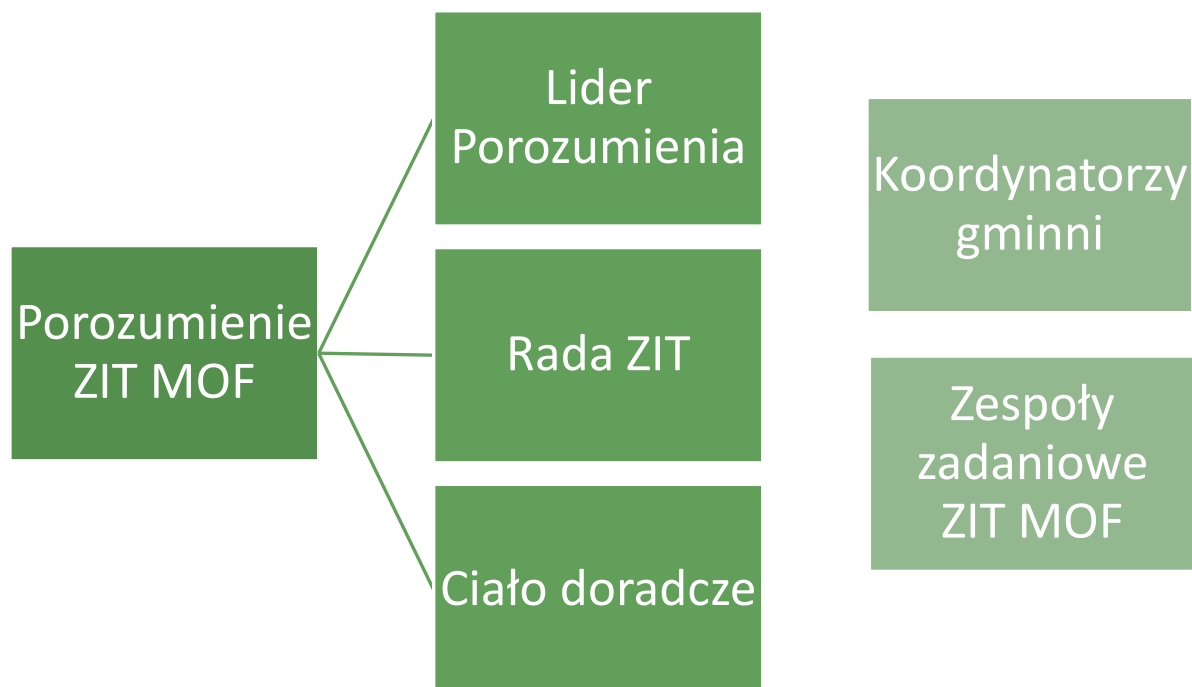 Porozumienie
ZIT MOF
Lider
Porozumienia
Rada ZIT
Ciało doradcze
Koordynatorzy
gminni
Zespoły
zadaniowe
ZIT MOF